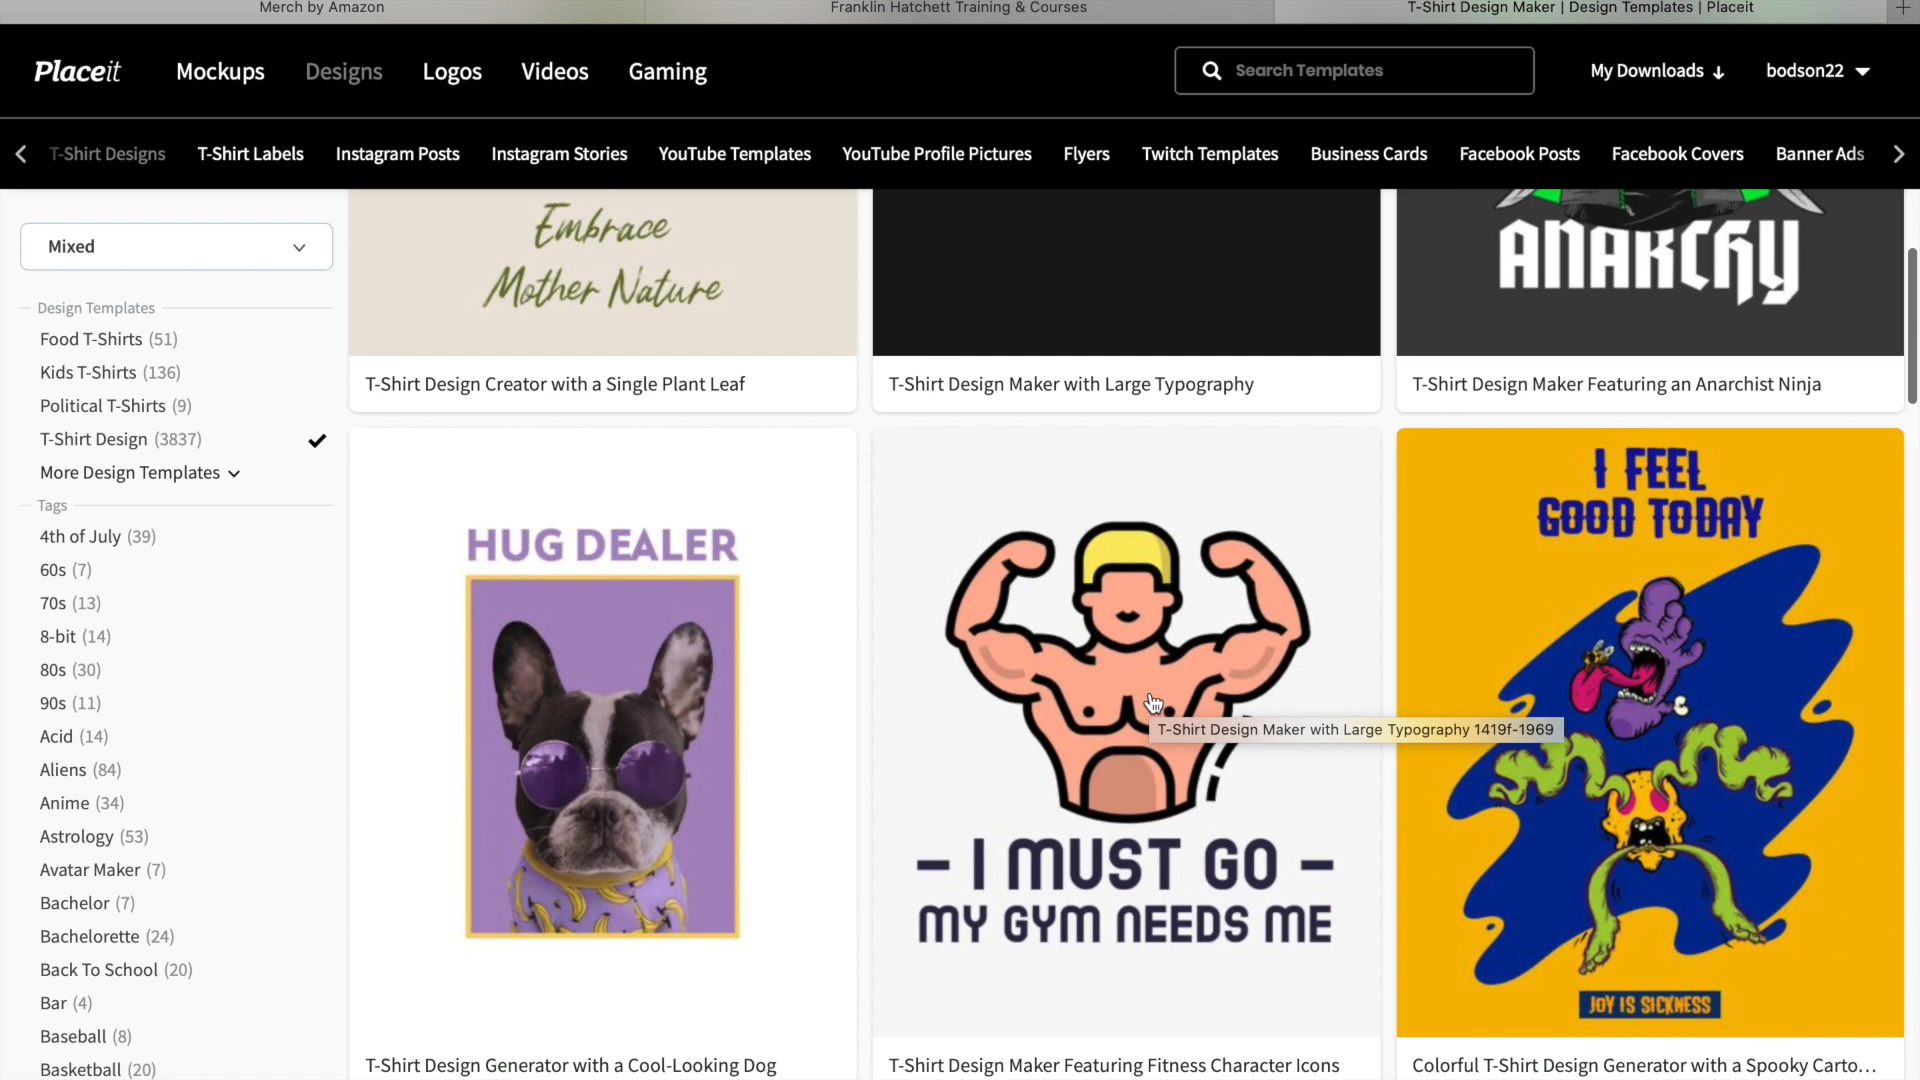 Merch by Amazon
Franklin Hatchett Training & Courses
T-Shirt Design Maker | Design Templates | Placeit
Placeit
Mockups
Designs
Logos
Videos
Gaming
Search Templates
My Downloads
bodson22
T-Shirt Designs
T-Shirt Labels
Instagram Posts
Instagram Stories
YouTube Templates
YouTube Profile Pictures
Flyers
Twitch Templates
Business Cards
Facebook Posts
Facebook Covers
Banner Ads
Mixed
Design Templates
Food T-Shirts (51)
Kids T-Shirts (136)
Political T-Shirts (9)
T-Shirt Design (3837)
More Design Templates
Tags
4th of July (39)
60s (7)
70s (13)
8-bit (14)
80s (30)
90s (11)
Acid (14)
Aliens (84)
Anime (34)
Astrology (53)
Avatar Maker (7)
Bachelor (7)
Bachelorette (24)
Back To School (20)
Bar (4)
Baseball (8)
Basketball (20)
Embrace
Mother Nature
T-Shirt Design Creator with a Single Plant Leaf
T-Shirt Design Maker with Large Typography
ANARCHY
T-Shirt Design Maker Featuring an Anarchist Ninja
HUG DEALER
T-Shirt Design Generator with a Cool-Looking Dog
T-Shirt Design Maker with Large Typography 1419f-1969
– I MUST GO –
MY GYM NEEDS ME
T-Shirt Design Maker Featuring Fitness Character Icons
I FEEL
GOOD TODAY
JOY IS SICKNESS
Colorful T-Shirt Design Generator with a Spooky Carto...